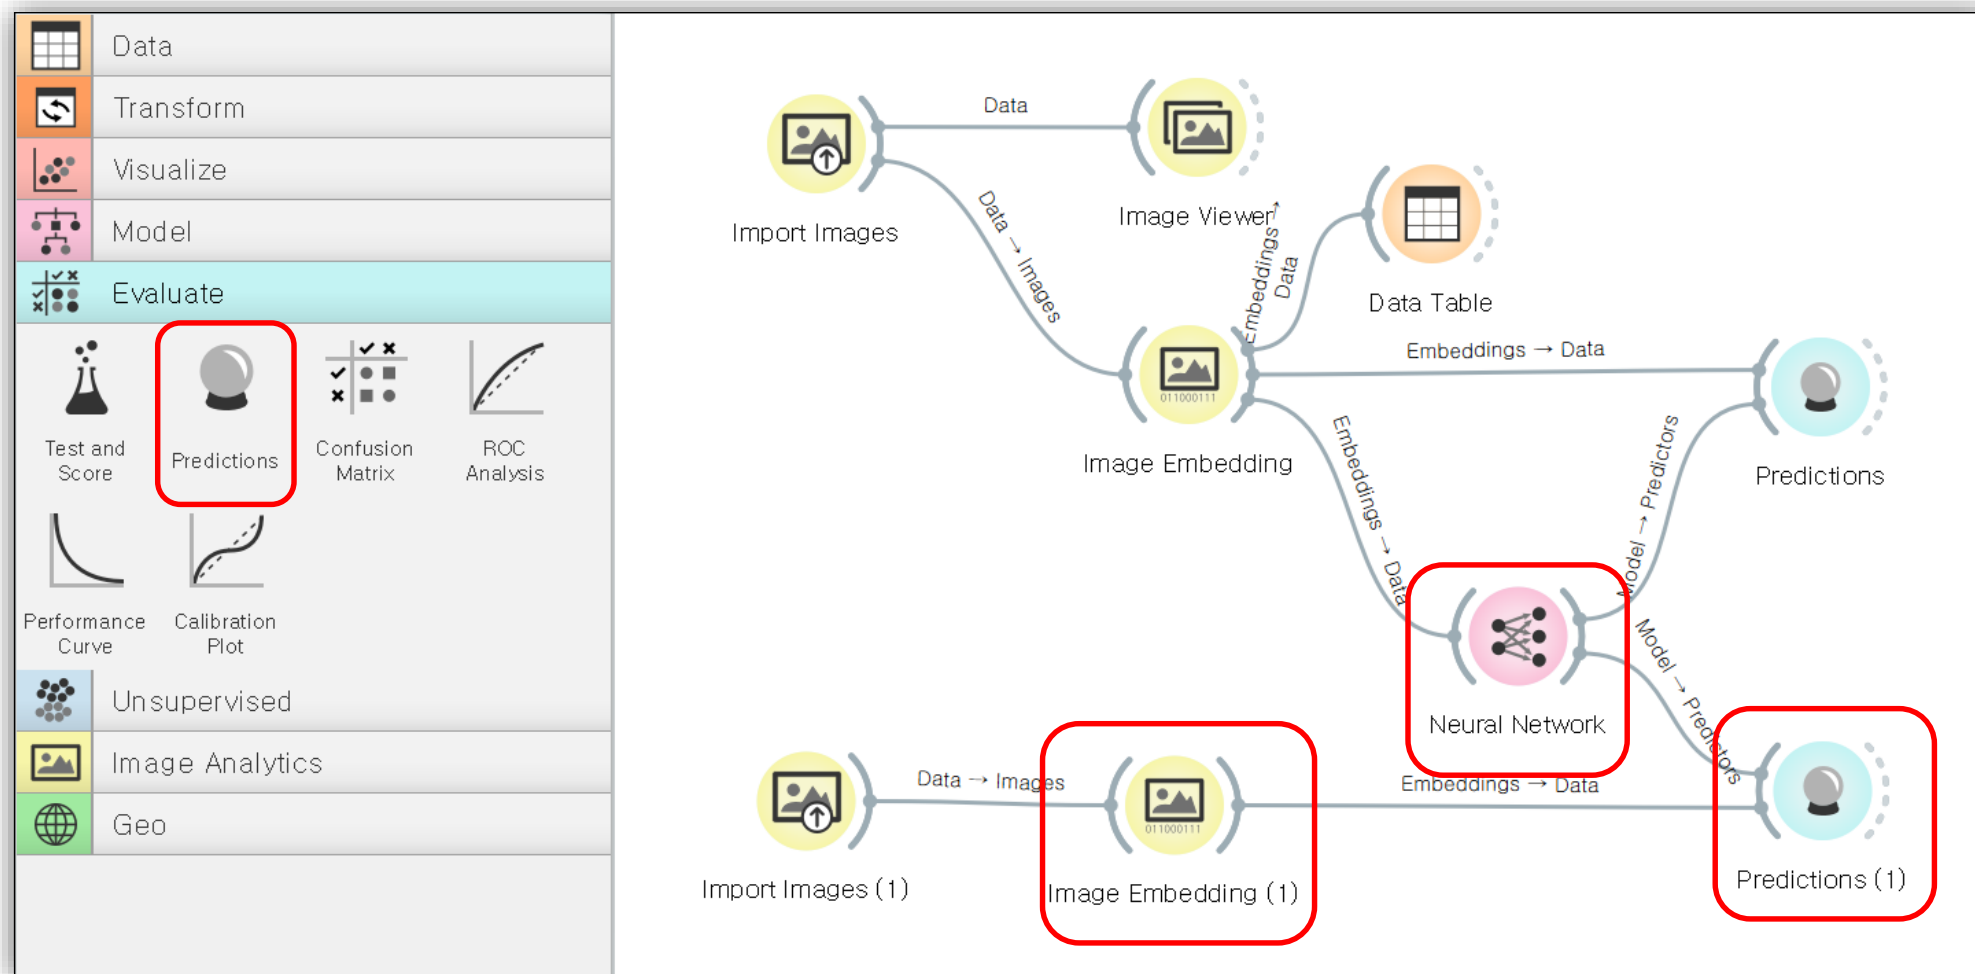 Data
Transform
Visualize
Model
Evaluate
Test and
Score
Predictions
Confusion
Matrix
ROC
Analysis
Performance
Curve
Calibration
Plot
Unsupervised
Image Analytics
Geo
Data
Import Images
Image Viewer
Data → Images
Embeddings →
Data
Data Table
011000111
Image Embedding
Embeddings → Data
Predictions
Embeddings → Data
Model → Predictors
Neural Network
Model → Predictors
Import Images (1)
Data → Images
011000111
Image Embedding (1)
Embeddings → Data
Predictions (1)